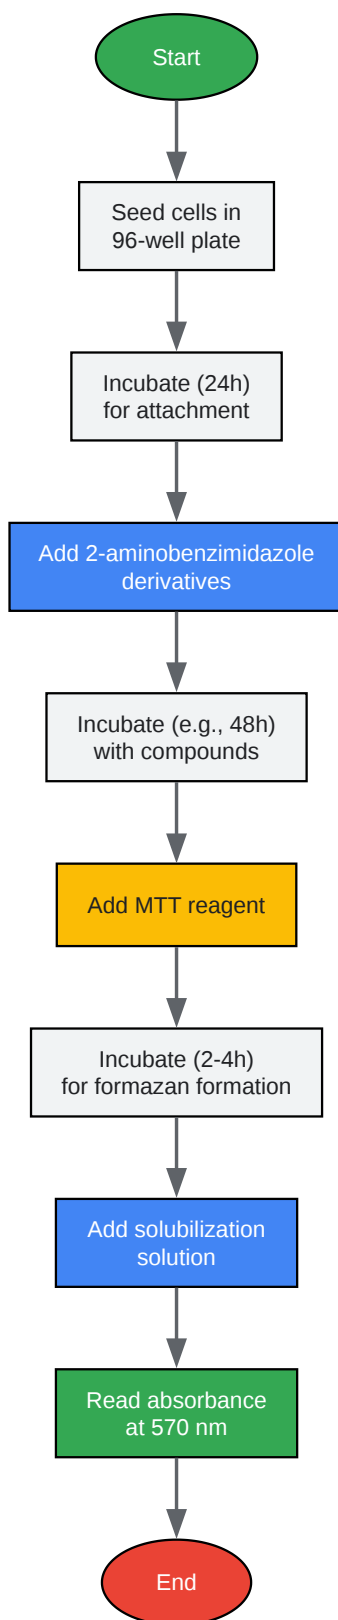 Start
Seed cells in
96-well plate
Incubate (24h)
for attachment
Add 2-aminobenzimidazole
derivatives
Incubate (e.g., 48h)
with compounds
Add MTT reagent
Incubate (2-4h)
for formazan formation
Add solubilization
solution
Read absorbance
at 570 nm
End